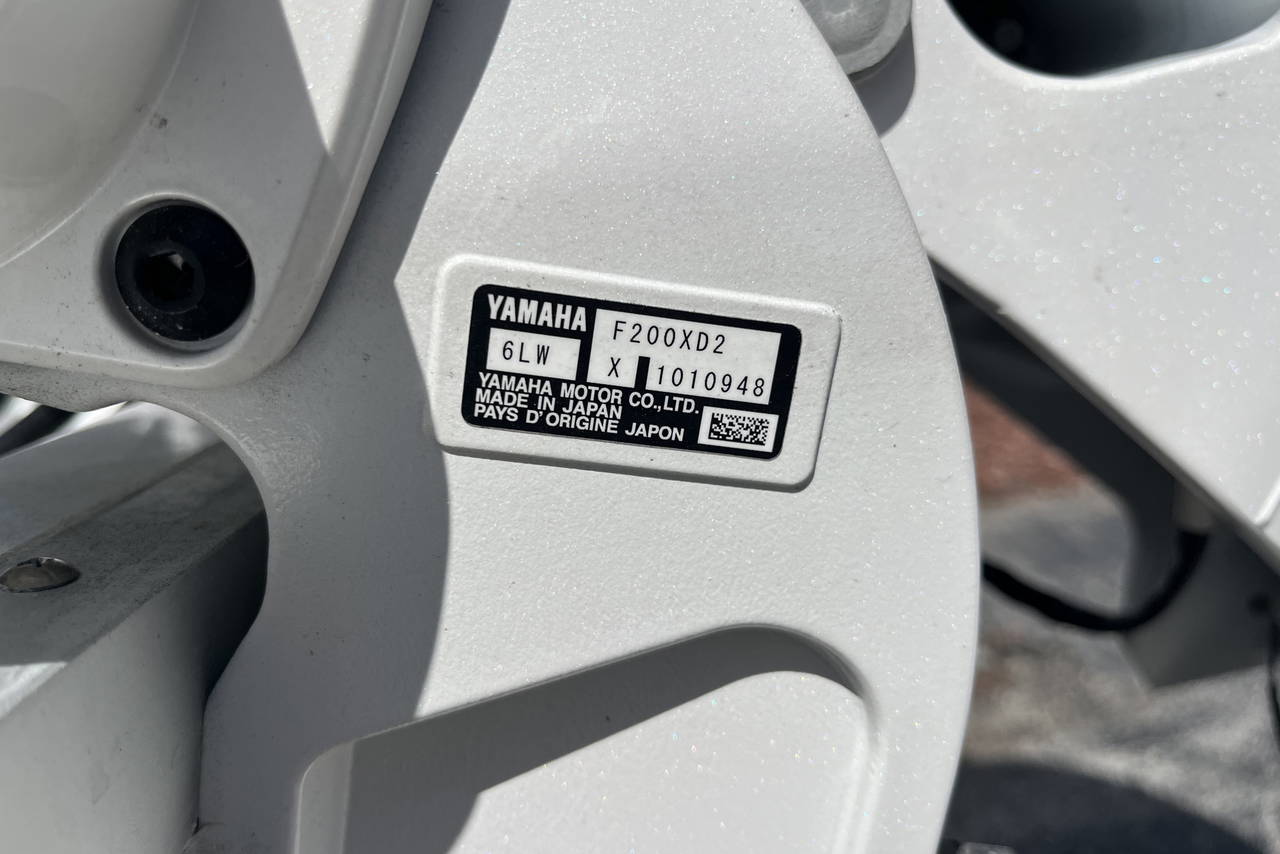 YAMAHA
F200XD2
6LW
X 1010948
YAMAHA MOTOR CO.,LTD.
MADE IN JAPAN
PAYS D'ORIGINE JAPON